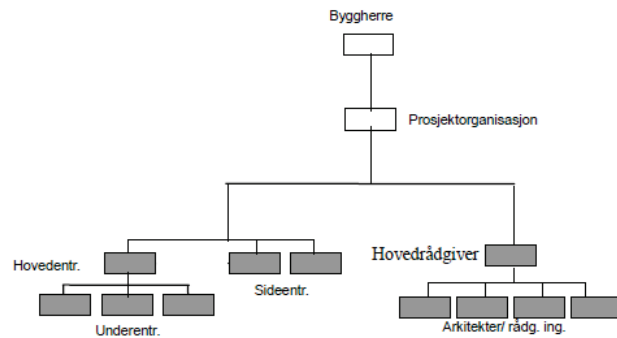 Byggherre
Prosjektorganisasjon
Hovedentr.
Sideentr.
Hovedrådgiver
Underentr.
Arkitekter/ rådg. ing.